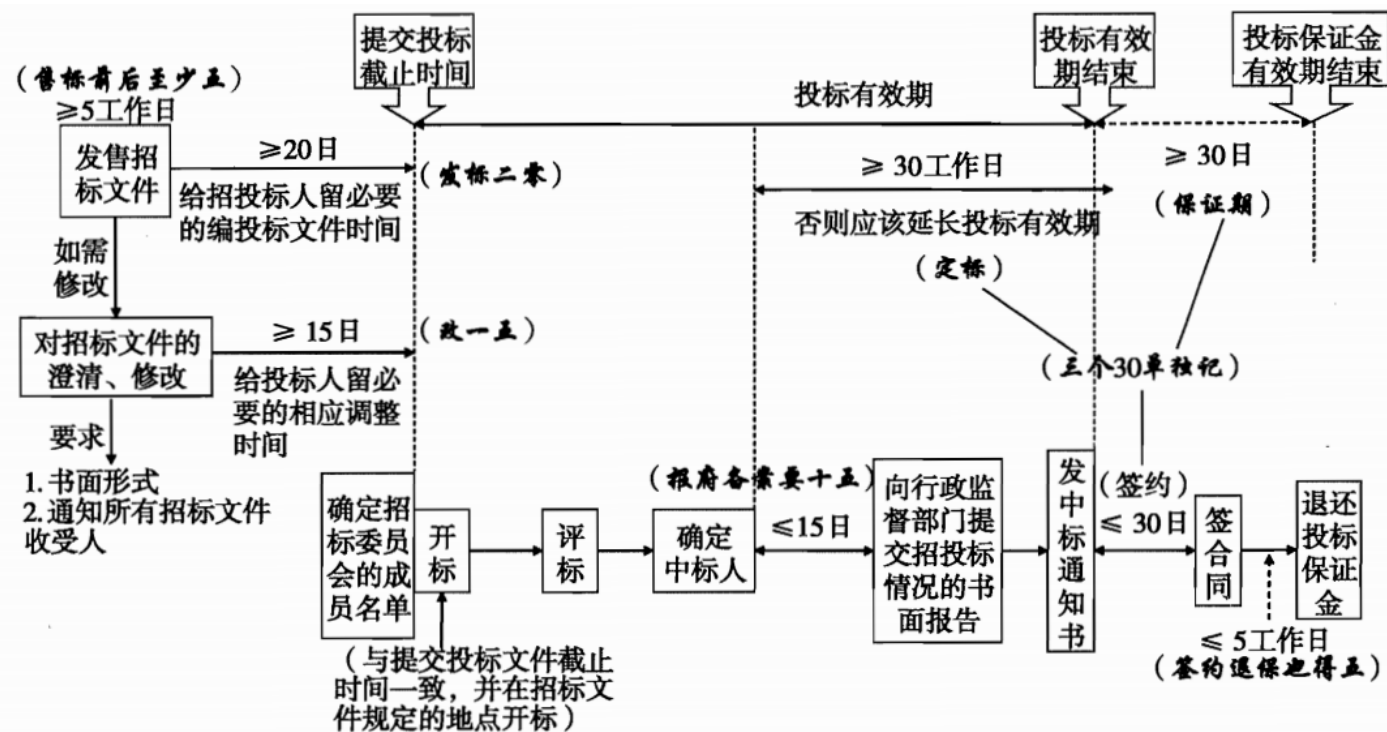 提交投标
截止时间
投标有效
期结束
投标保证金
有效期结束
(售标前后至少五)
≥5工作日
发售招
标文件
≥20日
给招投标人留必要
的编投标文件时间
(发标二零)
投标有效期
≥ 30工作日
否则应该延长投标有效期
(定标)
≥ 30日
(保证期)
如需
修改
对招标文件的
澄清、修改
≥ 15日
给投标人留必
要的相应调整
时间
(改一五)
(三个30单独记)
要求
1. 书面形式
2. 通知所有招标文件
收受人
确定招
标委员
会的成
员名单
开
标
评
标
确定
中标人
(报府备案要十五)
≤15日
向行政监
督部门提
交招投标
情况的书
面报告
发
中
标
通
知
书
(签约)
≤ 30日
签
合
同
退还
投标
保证
金
≤ 5工作日
(签约退保也得五)
(与提交投标文件截止
时间一致，并在招标文
件规定的地点开标)